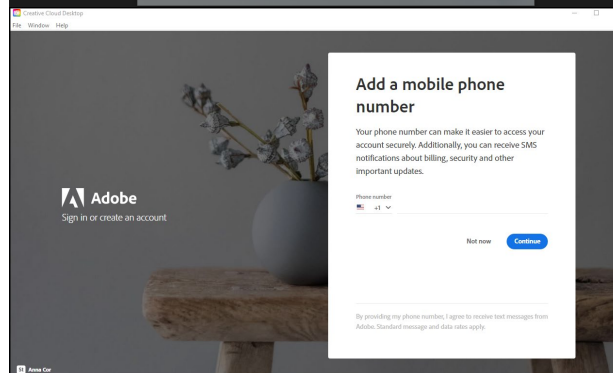 Creative Cloud Desktop
File Window Help
Add a mobile phone
number
Your phone number can make it easier to access your
account securely. Additionally, you can receive SMS
notifications about billing, security and other
important updates.
Adobe
Sign in or create an account
Phone number
+1
Not now Continue
By providing my phone number, I agree to receive text messages from
Adobe. Standard message and data rates apply.
St Anna Cor